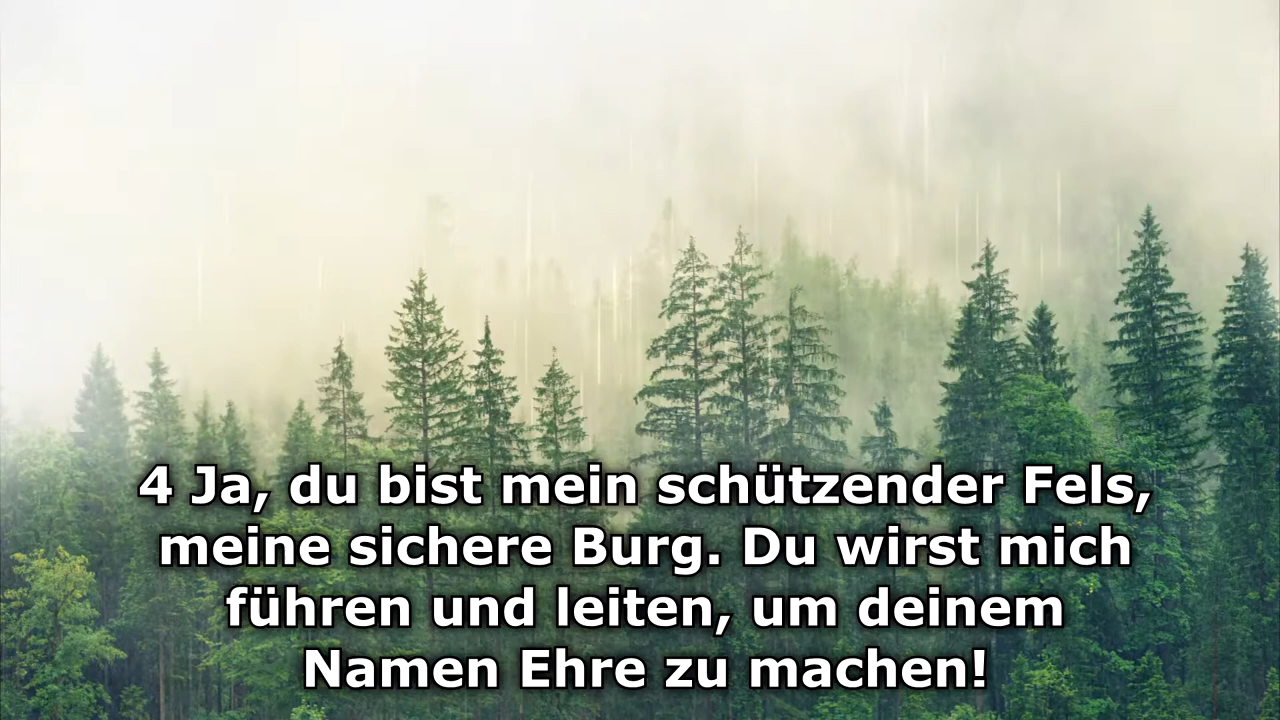 4 Ja, du bist mein schützender Fels,
meine sichere Burg. Du wirst mich
führen und leiten, um deinem
Namen Ehre zu machen!